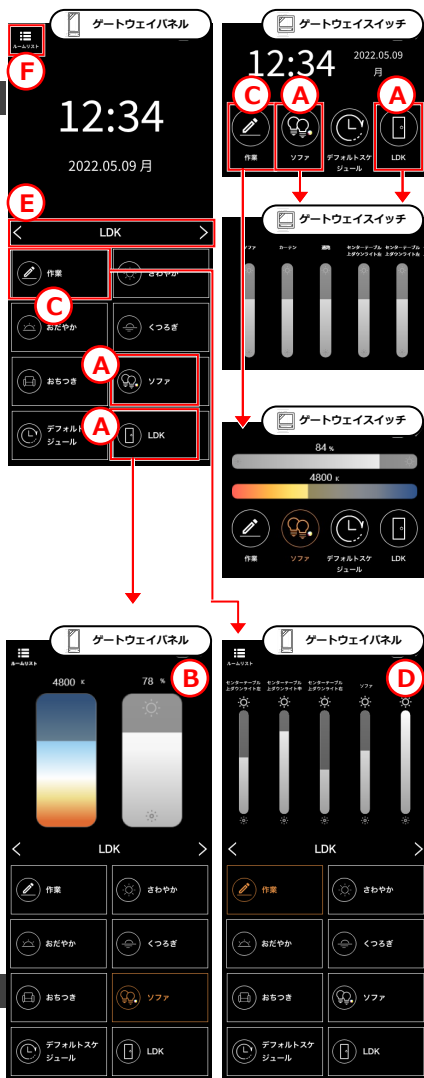 ゲートウェイパネル
ルームリスト
F
12:34
2022.05.09 月
E
LDK
作業
さわやか
C
おだやか
くつろぎ
A
おちつき
ソファ
A
デフォルトスケ
ジュール
LDK
ゲートウェイスイッチ
12:34
2022.05.09
月
C
A
A
作業
ソファ
デフォルトスケ
ジュール
LDK
ゲートウェイスイッチ
ソファ
カーテン
通路
センターテーブル
上ダウンライト左
センターテーブル
上ダウンライト右
ゲートウェイスイッチ
84 %
4800 K
作業
ソファ
デフォルトスケ
ジュール
LDK
ゲートウェイパネル
ルームリスト
B
4800 K
78 %
LDK
作業
さわやか
おだやか
くつろぎ
おちつき
ソファ
デフォルトスケ
ジュール
LDK
ゲートウェイパネル
ルームリスト
D
センターテーブル
上ダウンライト左
センターテーブル
上ダウンライト中
センターテーブル
上ダウンライト右
ソファ
LDK
作業
さわやか
おだやか
くつろぎ
おちつき
ソファ
デフォルトスケ
ジュール
LDK